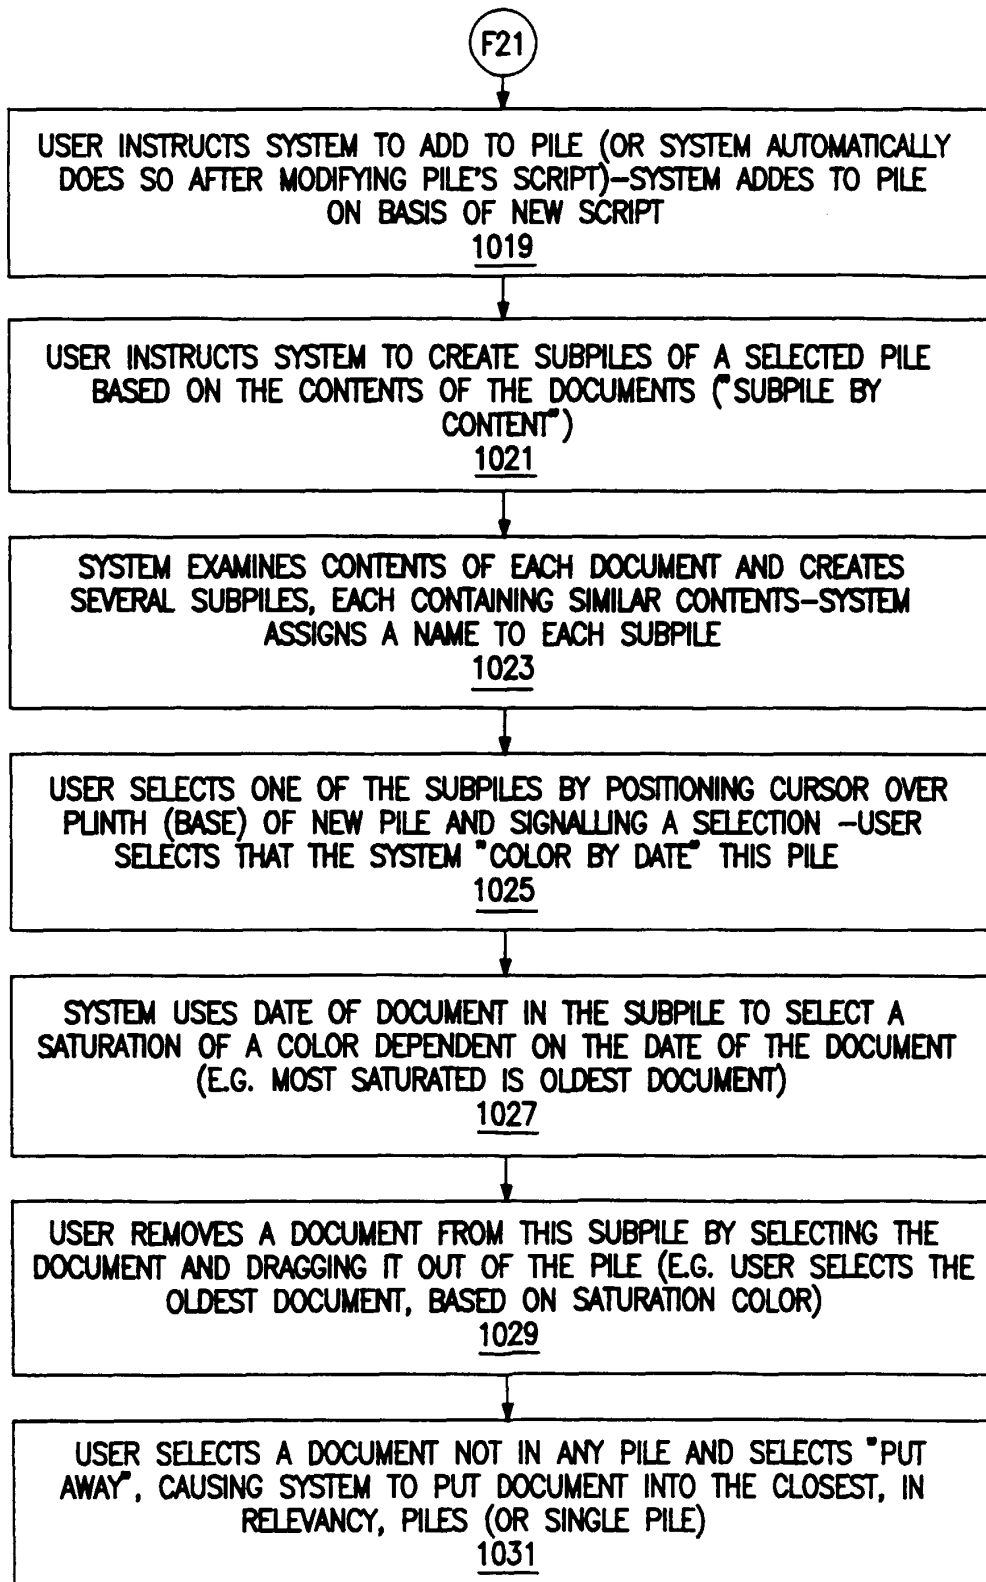 F21
USER INSTRUCTS SYSTEM TO ADD TO PILE (OR SYSTEM AUTOMATICALLY
DOES SO AFTER MODIFYING PILE'S SCRIPT)-SYSTEM ADDES TO PILE
ON BASIS OF NEW SCRIPT
1019
USER INSTRUCTS SYSTEM TO CREATE SUBPILES OF A SELECTED PILE
BASED ON THE CONTENTS OF THE DOCUMENTS ("SUBPILE BY
CONTENT")
1021
SYSTEM EXAMINES CONTENTS OF EACH DOCUMENT AND CREATES
SEVERAL SUBPILES, EACH CONTAINING SIMILAR CONTENTS-SYSTEM
ASSIGNS A NAME TO EACH SUBPILE
1023
USER SELECTS ONE OF THE SUBPILES BY POSITIONING CURSOR OVER
PLINTH (BASE) OF NEW PILE AND SIGNALLING A SELECTION -USER
SELECTS THAT THE SYSTEM "COLOR BY DATE" THIS PILE
1025
SYSTEM USES DATE OF DOCUMENT IN THE SUBPILE TO SELECT A
SATURATION OF A COLOR DEPENDENT ON THE DATE OF THE DOCUMENT
(E.G. MOST SATURATED IS OLDEST DOCUMENT)
1027
USER REMOVES A DOCUMENT FROM THIS SUBPILE BY SELECTING THE
DOCUMENT AND DRAGGING IT OUT OF THE PILE (E.G. USER SELECTS THE
OLDEST DOCUMENT, BASED ON SATURATION COLOR)
1029
USER SELECTS A DOCUMENT NOT IN ANY PILE AND SELECTS "PUT
AWAY", CAUSING SYSTEM TO PUT DOCUMENT INTO THE CLOSEST, IN
RELEVANCY, PILES (OR SINGLE PILE)
1031